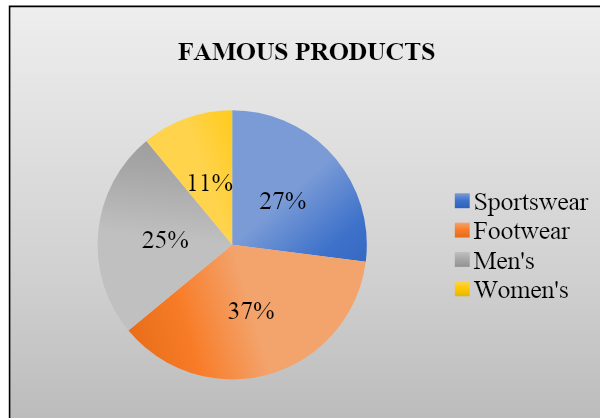 FAMOUS PRODUCTS
11%
27%
25%
37%
Sportswear
Footwear
Men's
Women's